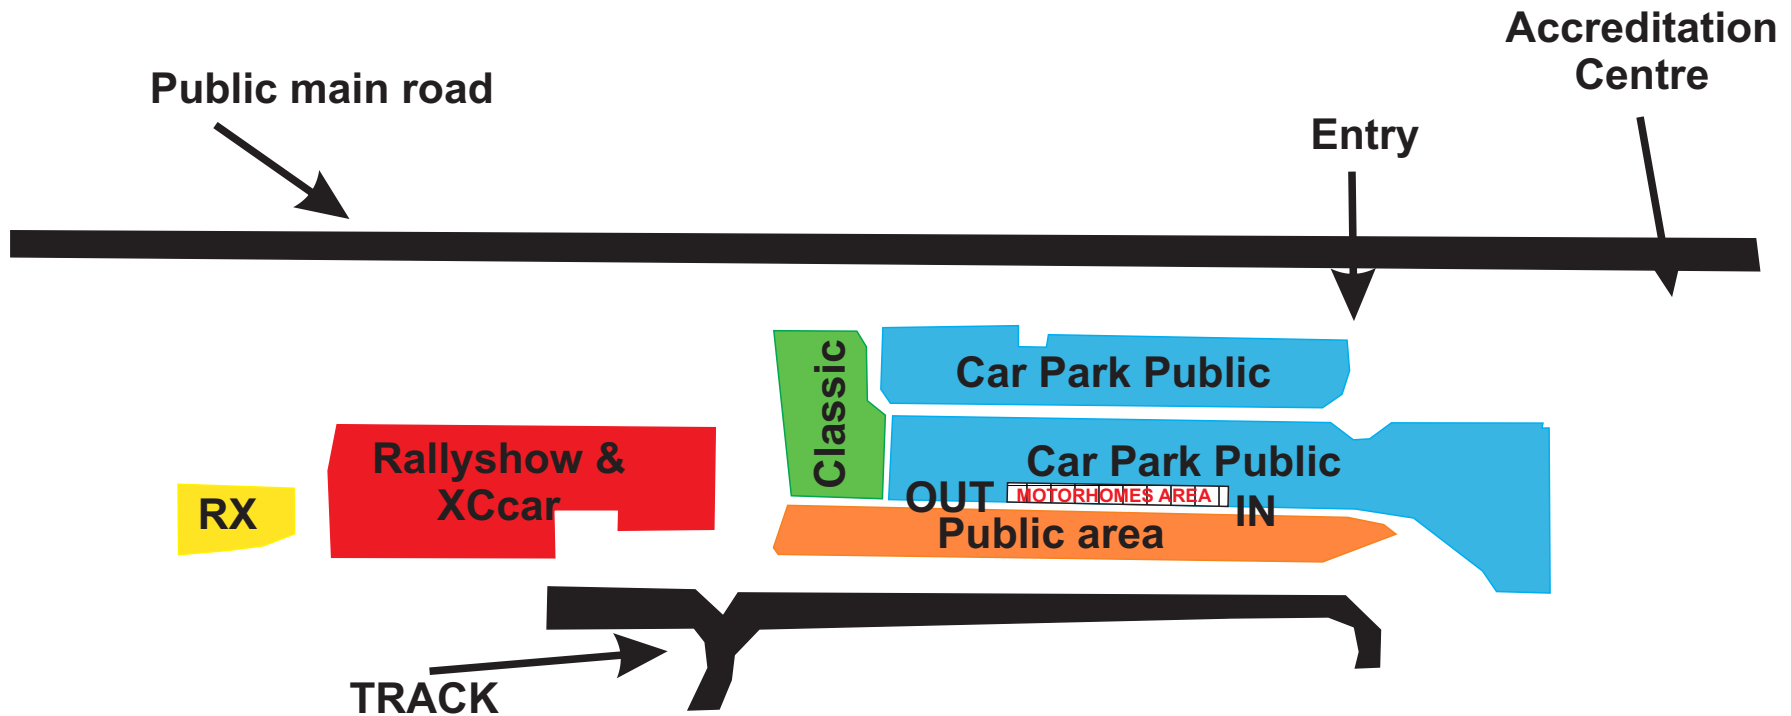 Accreditation
Centre
Public main road
Entry
Classic
Car Park Public
Rallyshow &
XCcar
Car Park Public
RX
OUT
MOTORHOMES AREA
IN
Public area
TRACK